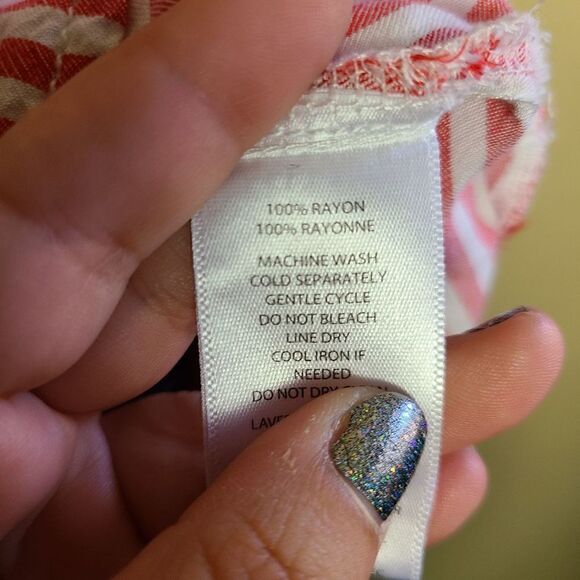 100% RAYON
100% RAYONNE
MACHINE WASH
COLD SEPARATELY
GENTLE CYCLE
DO NOT BLEACH
LINE DRY
COOL IRON IF
NEEDED
DO NOT DRY